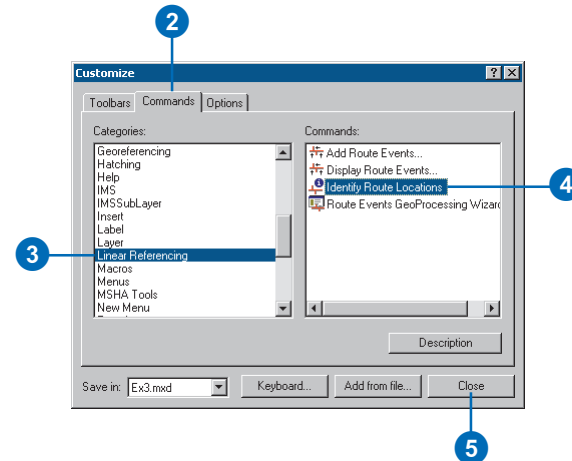 2
Customize
Toolbars Commands Options
Categories: Commands:
Georeferencing
Hatching
Help
IMS
IMSSubLayer
Insert
Label
Layer
Linear Referencing
Macros
Menus
MSHA Tools
New Menu
Add Route Events...
Display Route Events...
Identify Route Locations
Route Events GeoProcessing Wizard
3
4
Description
Save in: Ex3.mxd Keyboard... Add from file... Close
5